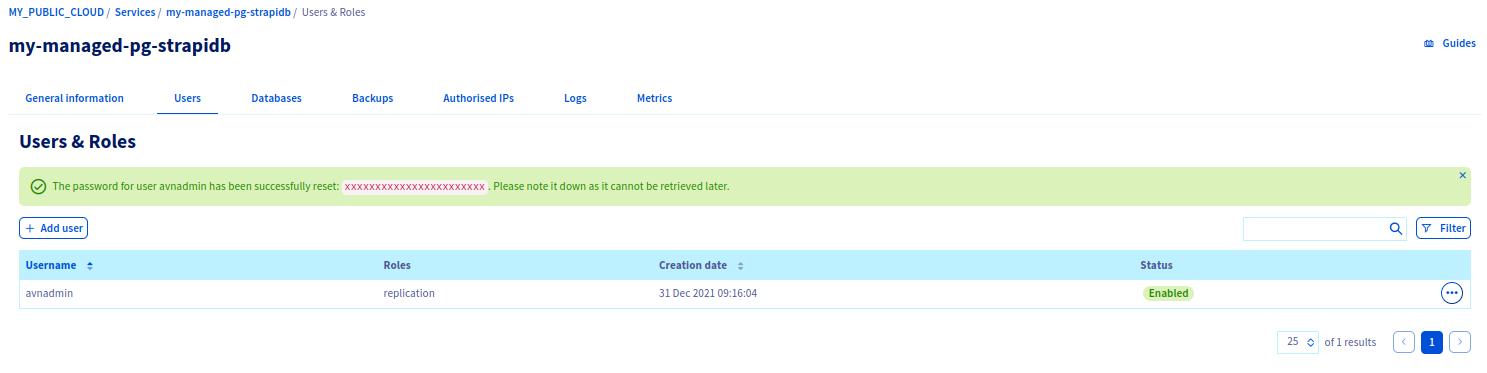 MY_PUBLIC_CLOUD / Services / my-managed-pg-strapidb / Users & Roles
my-managed-pg-strapidb
Guides
General information Users Databases Backups Authorised IPs Logs Metrics
Users & Roles
The password for user avnadmin has been successfully reset: xxxxxxxxxxxxxxxxxxxxxxxx . Please note it down as it cannot be retrieved later.
+ Add user Filter
Username Roles Creation date Status
avnadmin replication 31 Dec 2021 09:16:04 Enabled
25 of 1 results 1